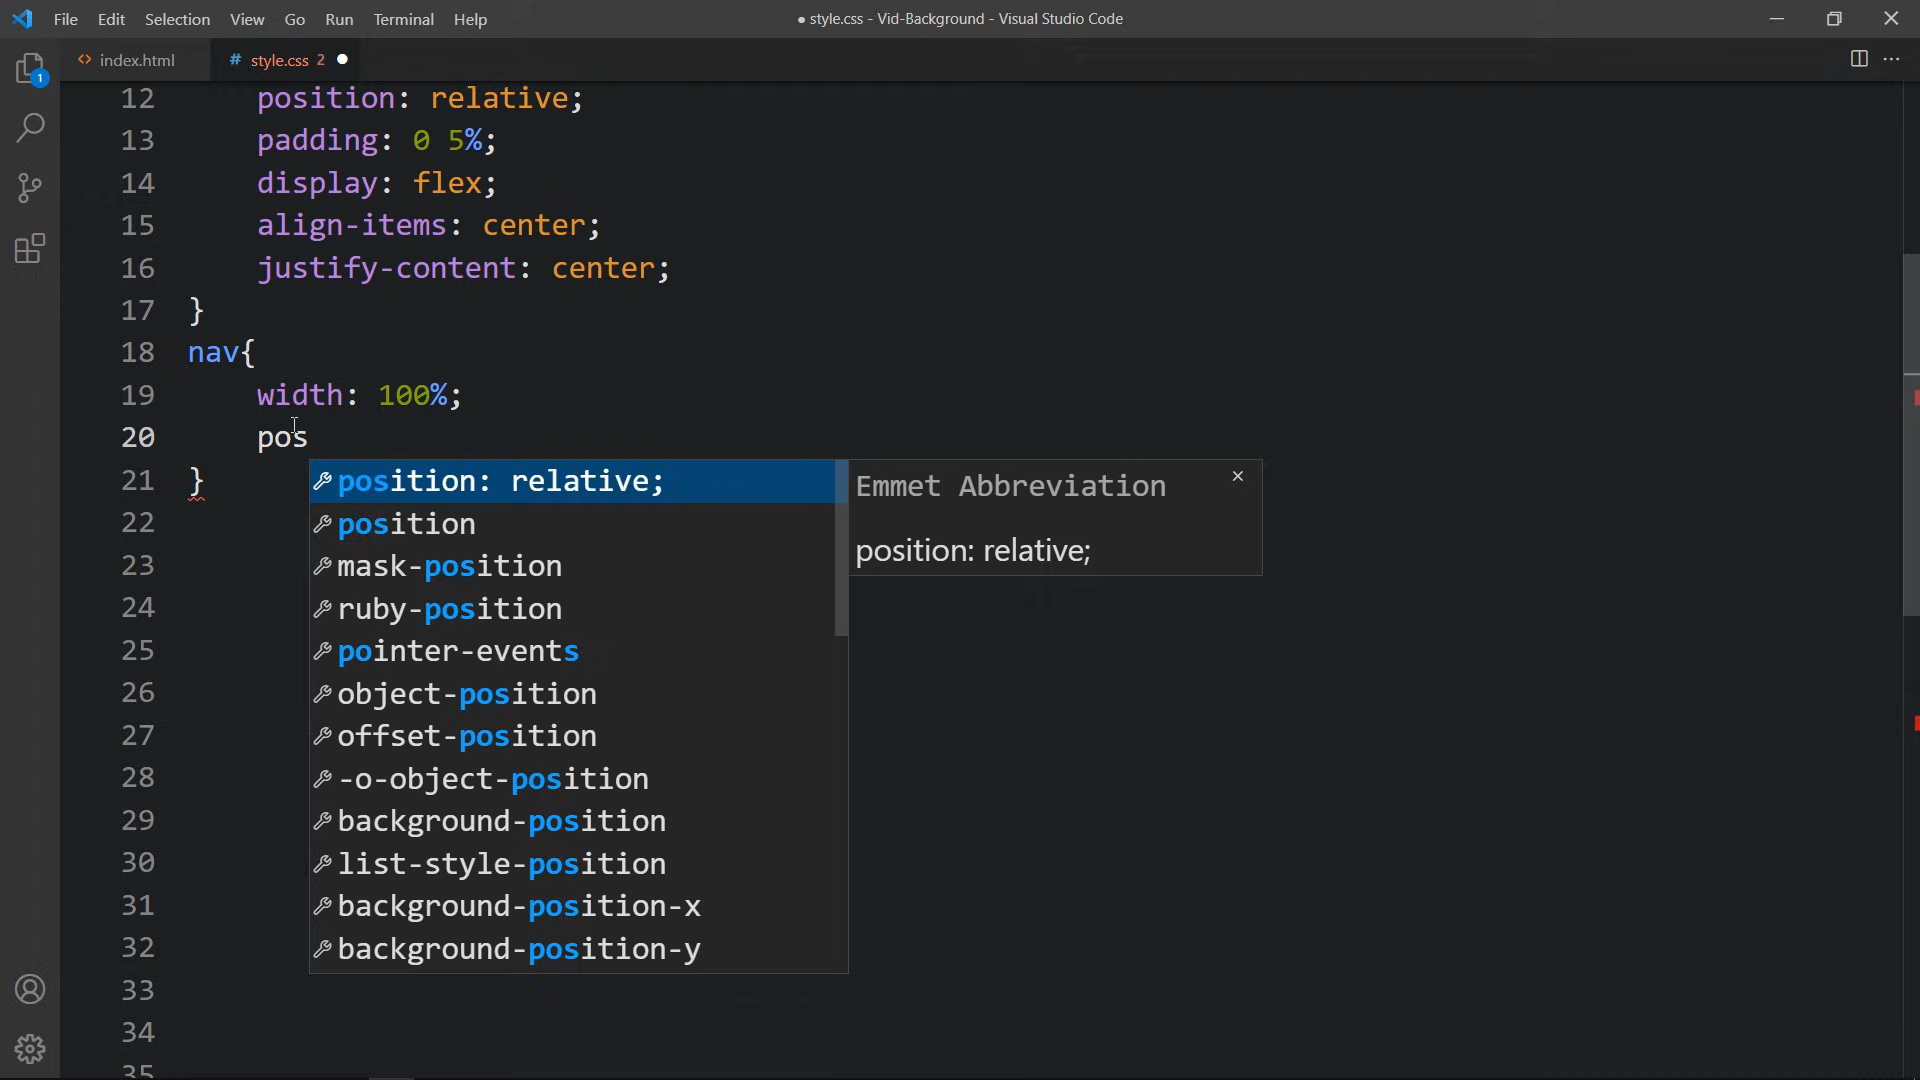 File Edit Selection View Go Run Terminal Help
● style.css - Vid-Background - Visual Studio Code
index.html
# style.css 2
1
12 position: relative;
13 padding: 0 5%;
14 display: flex;
15 align-items: center;
16 justify-content: center;
17 }
18 nav{
19 width: 100%;
20 pos
21 }
position: relative;
Emmet Abbreviation
position: relative;
22
position
23
mask-position
24
ruby-position
25
pointer-events
26
object-position
27
offset-position
28
-o-object-position
29
background-position
30
list-style-position
31
background-position-x
32
background-position-y
33
34
35